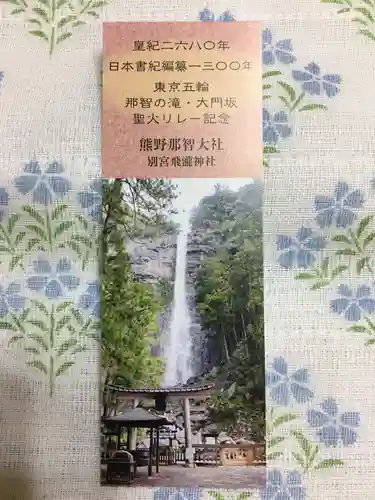 皇紀二六八〇年
日本書紀編纂一三〇〇年
東京五輪
那智の滝・大門坂
聖火リレー記念
熊野那智大社
別宮飛瀧神社